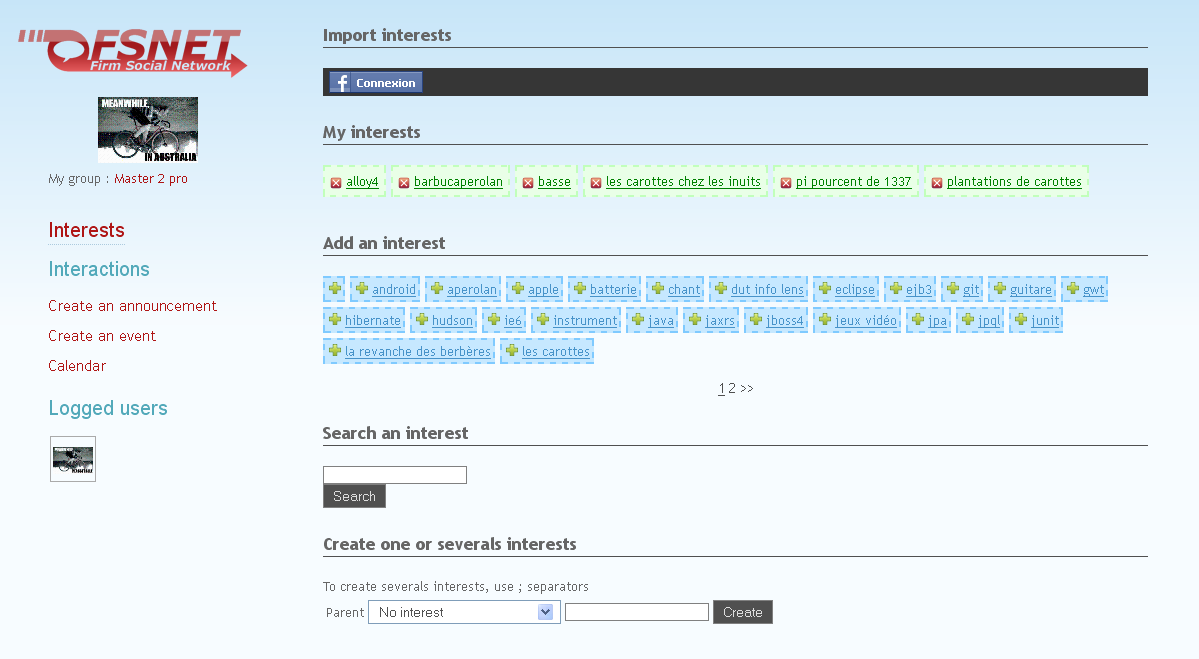 FSNET
Firm Social Network
MEANWHILE,
IN AUSTRALIA
My group : Master 2 pro
Interests
Interactions
Create an announcement
Create an event
Calendar
Logged users
Import interests
f Connexion
My interests
alloy4 barbucaperolan basse les carottes chez les inuits pi pourcent de 1337 plantations de carottes
Add an interest
android aperolan apple batterie chant dut info lens eclipse ejb3 git guitare gwt
hibernate hudson ie6 instrument java jaxrs jboss4 jeux vidéo jpa jpql junit
la revanche des berbères les carottes
1 2 >>
Search an interest
Search
Create one or severals interests
To create severals interests, use ; separators
Parent No interest Create